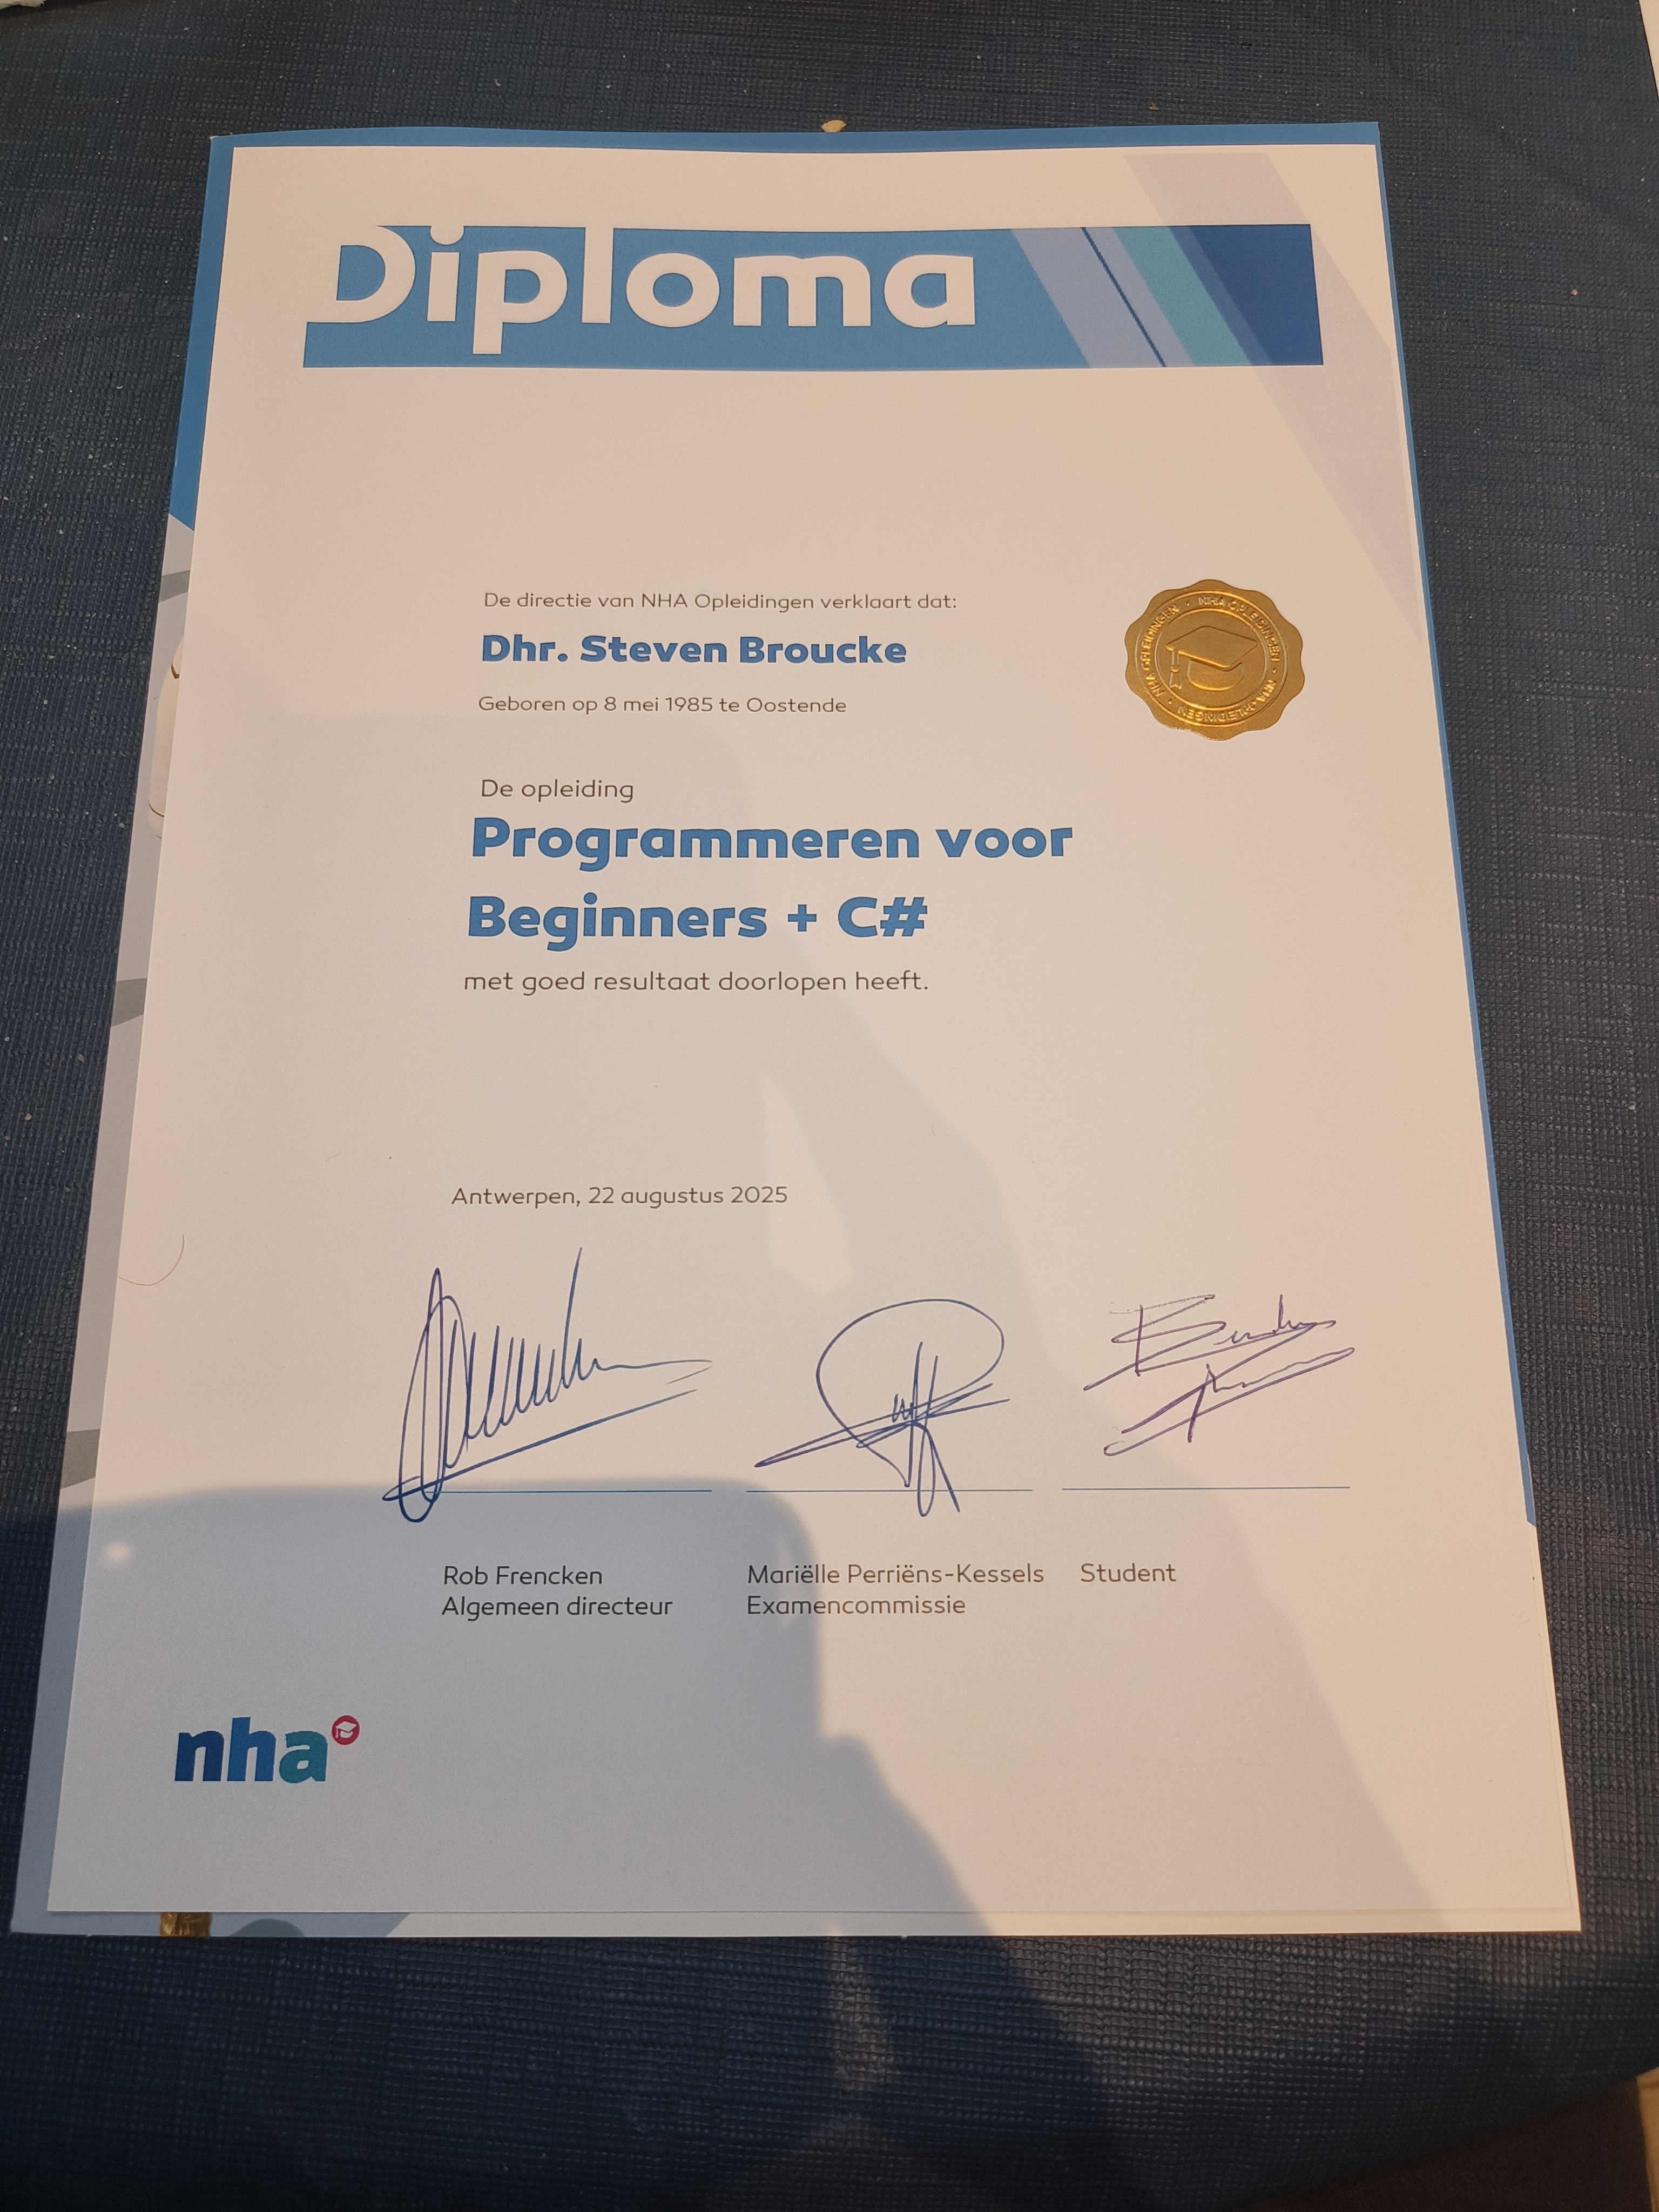 Diploma
De directie van NHA Opleidingen verklaart dat:
Dhr. Steven Broucke
Geboren op 8 mei 1985 te Oostende
NHA OPLEIDINGEN • NHA OPLEIDINGEN • NHA OPLEIDINGEN •
De opleiding
Programmeren voor
Beginners + C#
met goed resultaat doorlopen heeft.
Antwerpen, 22 augustus 2025
Rob Frencken
Algemeen directeur
Mariëlle Perriëns-Kessels
Examencommissie
Student
nha